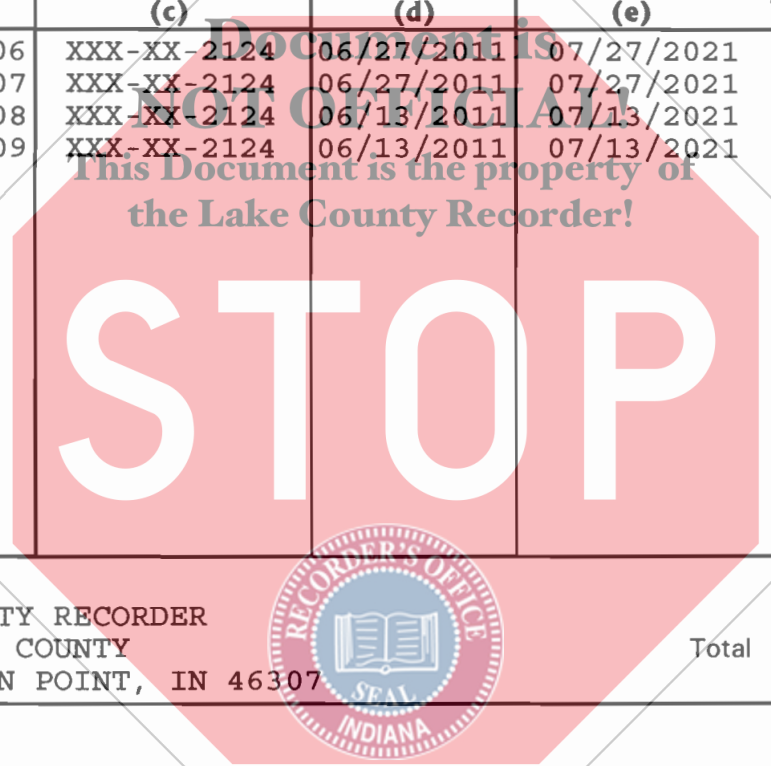 (c) (d) (e)
Document is
06 XXX-XX-2124 06/27/2011 07/27/2021
07 XXX-XX-2124 06/27/2011 07/27/2021
NOT OFFICIAL!
08 XXX-XX-2124 06/13/2011 07/13/2021
09 XXX-XX-2124 06/13/2011 07/13/2021
This Document is the property of
the Lake County Recorder!
STOP
RECORDER'S OFFICE
TY RECORDER
COUNTY
Total
N POINT, IN 46307
SEAL
INDIANA